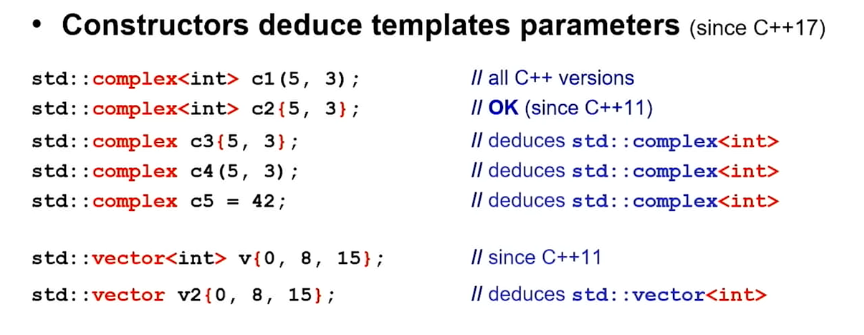 • Constructors deduce templates parameters (since C++17)
std::complex<int> c1(5, 3); // all C++ versions
std::complex<int> c2{5, 3}; // OK (since C++11)
std::complex c3{5, 3}; // deduces std::complex<int>
std::complex c4(5, 3); // deduces std::complex<int>
std::complex c5 = 42; // deduces std::complex<int>
std::vector<int> v{0, 8, 15}; // since C++11
std::vector v2{0, 8, 15}; // deduces std::vector<int>